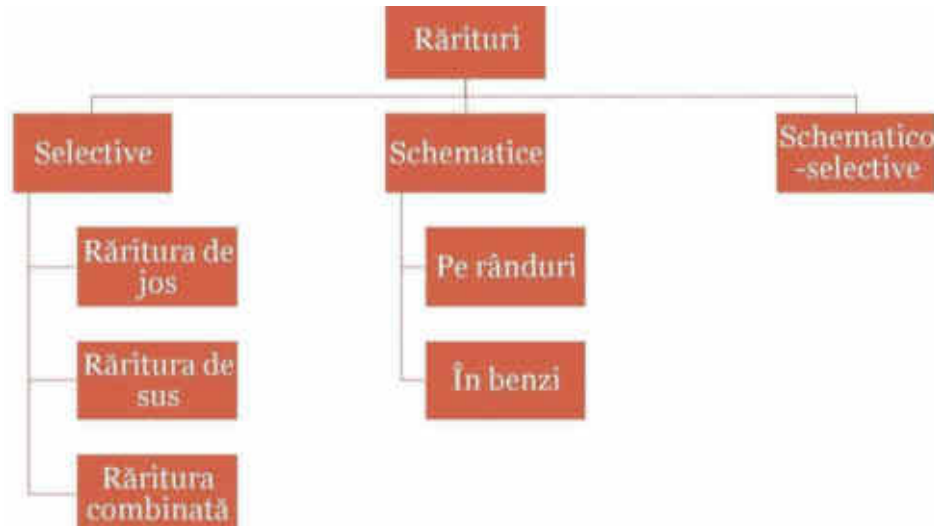 Rărituri
Selective
Schematice
Schematico
-selective
Răritura de
jos
Răritura de
sus
Răritura
combinată
Pe rânduri
În benzi